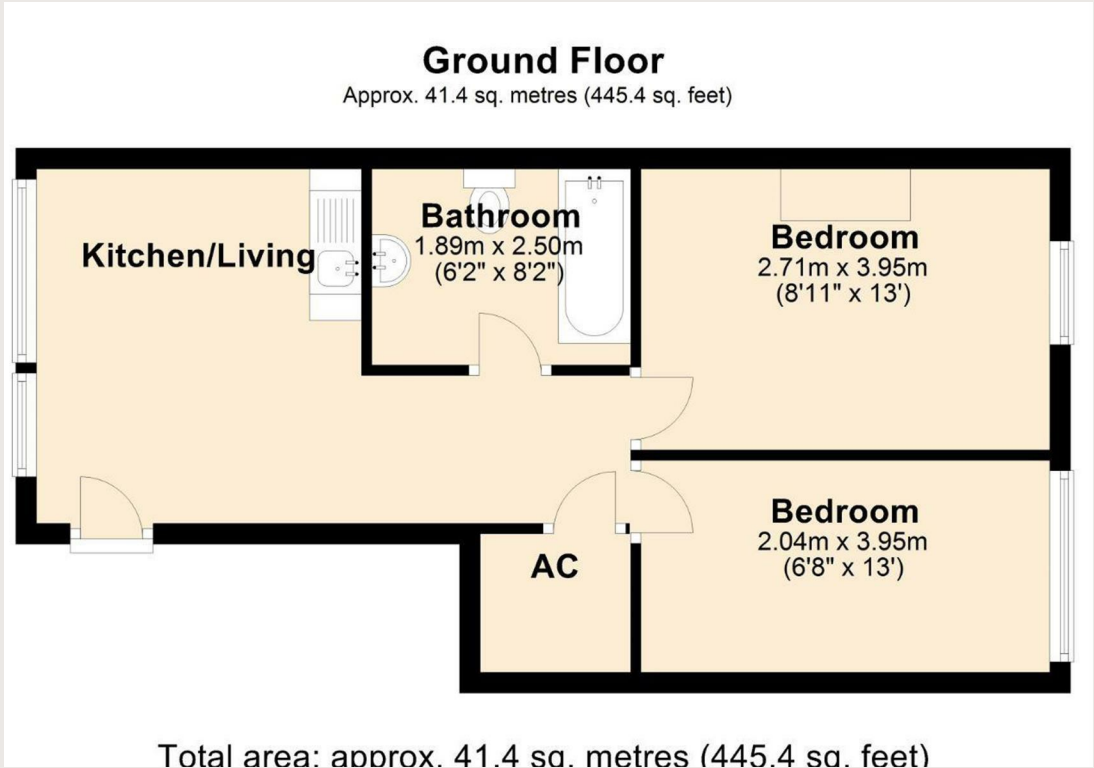 Ground Floor
Approx. 41.4 sq. metres (445.4 sq. feet)
Kitchen/Living
Bathroom
1.89m x 2.50m
(6'2" x 8'2")
Bedroom
2.71m x 3.95m
(8'11" x 13')
Bedroom
2.04m x 3.95m
(6'8" x 13')
AC
Total area: approx. 41.4 sq. metres (445.4 sq. feet)